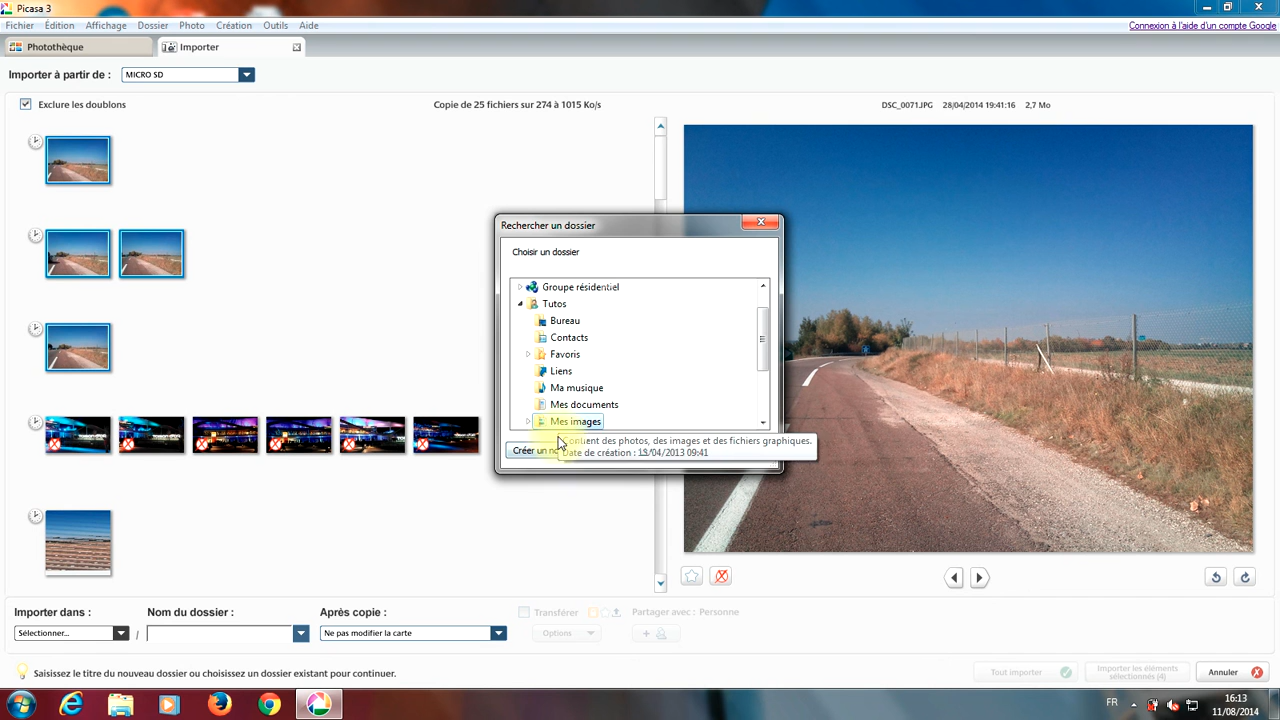 Picasa 3
Fichier Édition Affichage Dossier Photo Création Outils Aide
Connexion à l'aide d'un compte Google
Photothèque
Importer
Importer à partir de :
MICRO SD
Exclure les doublons
Copie de 25 fichiers sur 274 à 1015 Ko/s
DSC_0071.JPG 28/04/2014 19:41:16 2,7 Mo
Rechercher un dossier
Choisir un dossier
Groupe résidentiel
Tutos
Bureau
Contacts
Favoris
Liens
Ma musique
Mes documents
Mes images
Créer un
des photos, des images et des fichiers graphiques.
Date de création : 04/2013 09:41
Importer dans :
Nom du dossier :
Après copie :
Transférer
Partager avec : Personne
Sélectionner...
/
Ne pas modifier la carte
Options
Saisissez le titre du nouveau dossier ou choisissez un dossier existant pour continuer.
Tout importer
Importer les éléments
sélectionnés (4)
Annuler
FR
16:13
11/08/2014